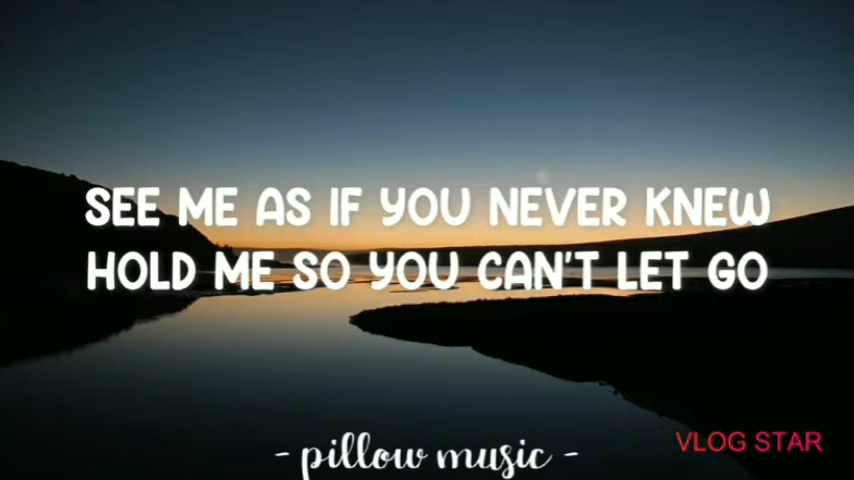 SEE ME AS IF YOU NEVER KNEW
HOLD ME SO YOU CAN'T LET GO
- pillow music -
VLOG STAR